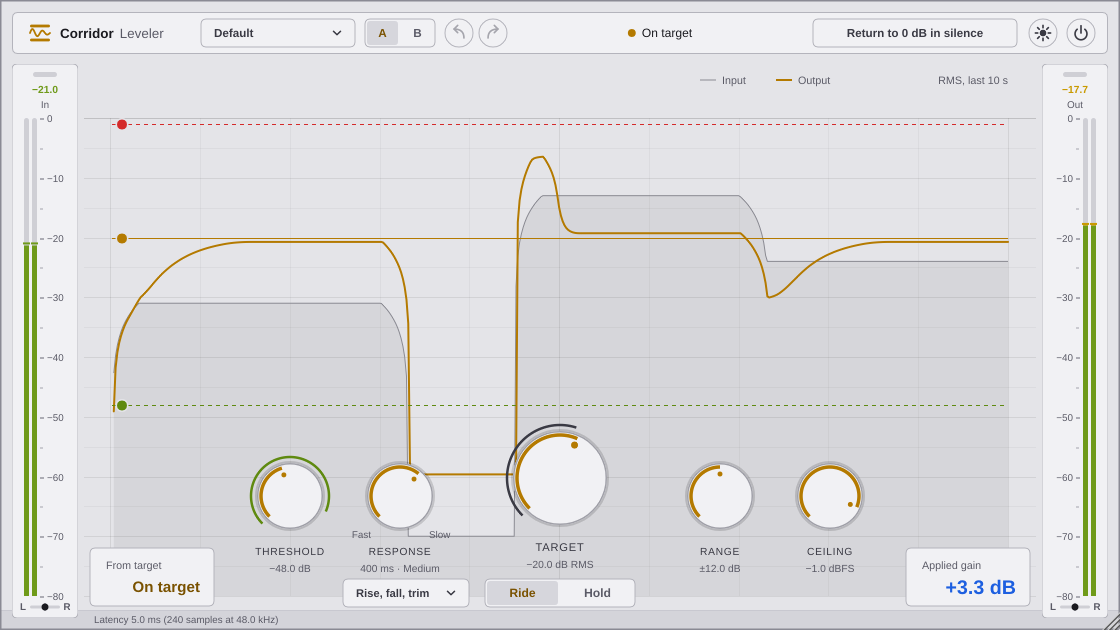 Corridor Leveler
Default
A B
On target
Return to 0 dB in silence
−21.0
In
Input
Output
RMS, last 10 s
−17.7
Out
0
−10
−20
−30
−40
−50
−60
−70
−80
0
−10
−20
−30
−40
−50
−60
−70
−80
Fast Slow
THRESHOLD
−48.0 dB
RESPONSE
400 ms · Medium
TARGET
−20.0 dB RMS
RANGE
±12.0 dB
CEILING
−1.0 dBFS
From target
On target
Rise, fall, trim
Ride Hold
Applied gain
+3.3 dB
L R
L R
Latency 5.0 ms (240 samples at 48.0 kHz)